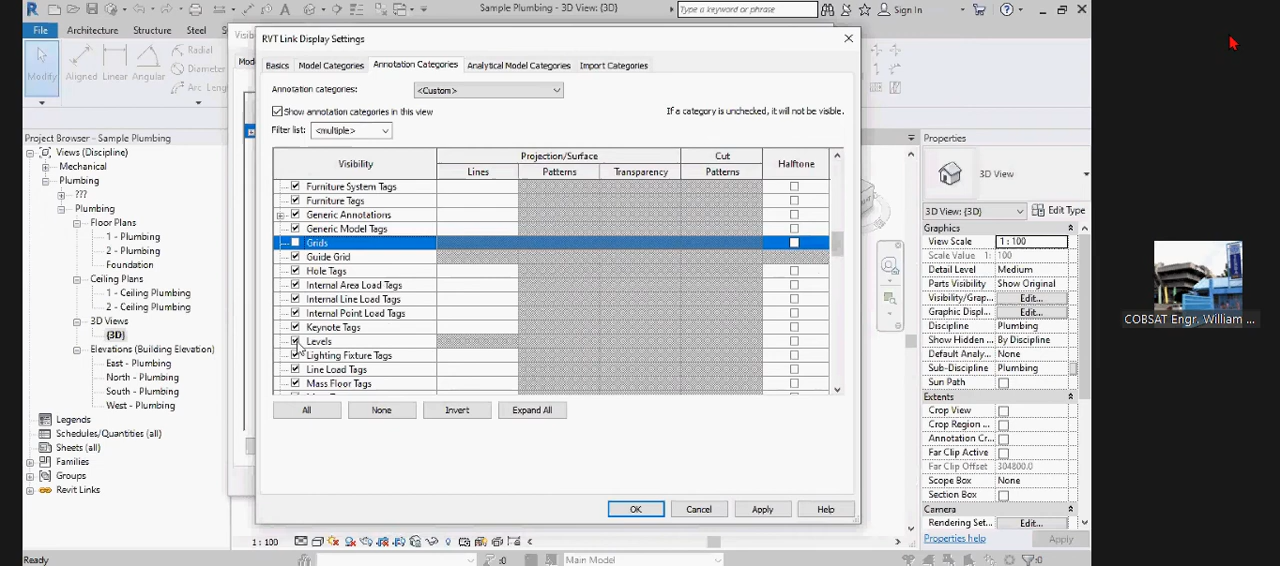 Sample Plumbing - 3D View: {3D}
Type a keyword or phrase
Sign In
File
Architecture
Structure
Steel
Modify
Aligned
Linear
Angular
Radial
Diameter
RVT Link Display Settings
Basics
Model Categories
Annotation Categories
Analytical Model Categories
Import Categories
Annotation categories:
<Custom>
Show annotation categories in this view
If a category is unchecked, it will not be visible.
Filter list:
<multiple>
Visibility
Projection/Surface
Cut
Halftone
Lines
Patterns
Transparency
Patterns
Furniture System Tags
Furniture Tags
Generic Annotations
Generic Model Tags
Grids
Guide Grid
Hole Tags
Internal Area Load Tags
Internal Line Load Tags
Internal Point Load Tags
Keynote Tags
Levels
Lighting Fixture Tags
Line Load Tags
Mass Floor Tags
All
None
Invert
Expand All
OK
Cancel
Apply
Help
Project Browser - Sample Plumbing
Views (Discipline)
Mechanical
Plumbing
???
Plumbing
Floor Plans
1 - Plumbing
2 - Plumbing
Foundation
Ceiling Plans
1 - Ceiling Plumbing
2 - Ceiling Plumbing
3D Views
{3D}
Elevations (Building Elevation)
East - Plumbing
North - Plumbing
South - Plumbing
West - Plumbing
Legends
Schedules/Quantities (all)
Sheets (all)
Families
Groups
Revit Links
Properties
3D View
3D View: {3D}
Edit Type
Graphics
View Scale
1 : 100
Scale Value 1:
100
Detail Level
Medium
Parts Visibility
Show Original
Visibility/Grap...
Edit...
Graphic Displ...
Edit...
Discipline
Plumbing
Show Hidden ...
By Discipline
Default Analy...
None
Sub-Discipline
Plumbing
Sun Path
Extents
Crop View
Crop Region ...
Annotation Cr...
Far Clip Active
Far Clip Offset
304800.0
Scope Box
None
Section Box
Camera
Rendering Set...
Edit...
Properties help
Apply
1 : 100
Ready
:0
Main Model
:0
COBSAT Engr. William ...